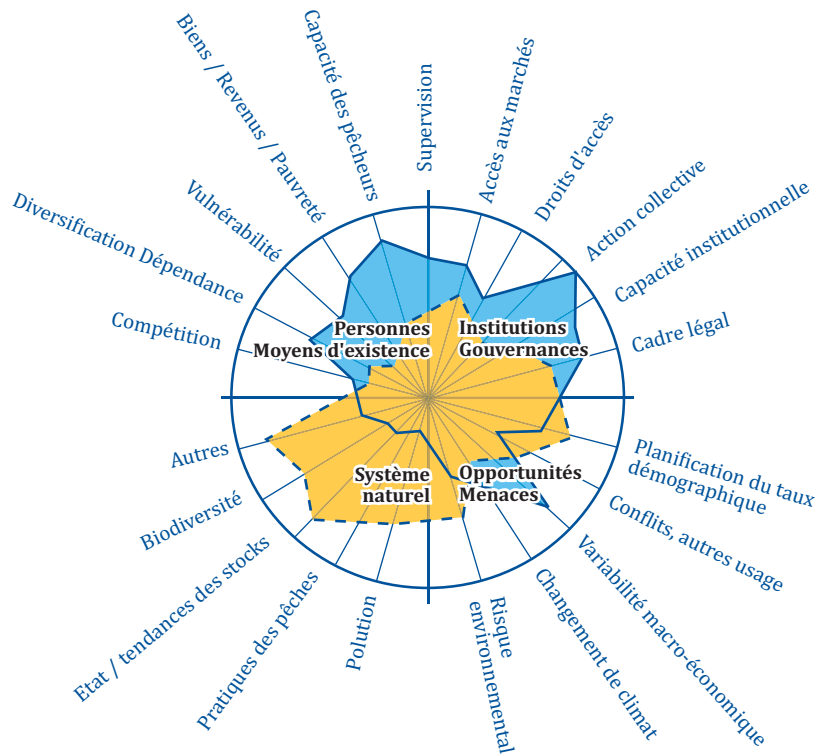 Supervision
Accès aux marchés
Droits d'accès
Action collective
Capacité institutionnelle
Cadre légal
Planification du taux
démographique
Conflits, autres usage
Variabilité macro-économique
Changement de climat
Risque
environnemental
Polution
Pratiques des pêches
Etat / tendances des stocks
Biodiversité
Autres
Compétition
Diversification Dépendance
Vulnérabilité
Biens / Revenus / Pauvreté
Capacité des pêcheurs
Personnes
Moyens d'existence
Institutions
Gouvernances
Système
naturel
Opportunités
Menaces